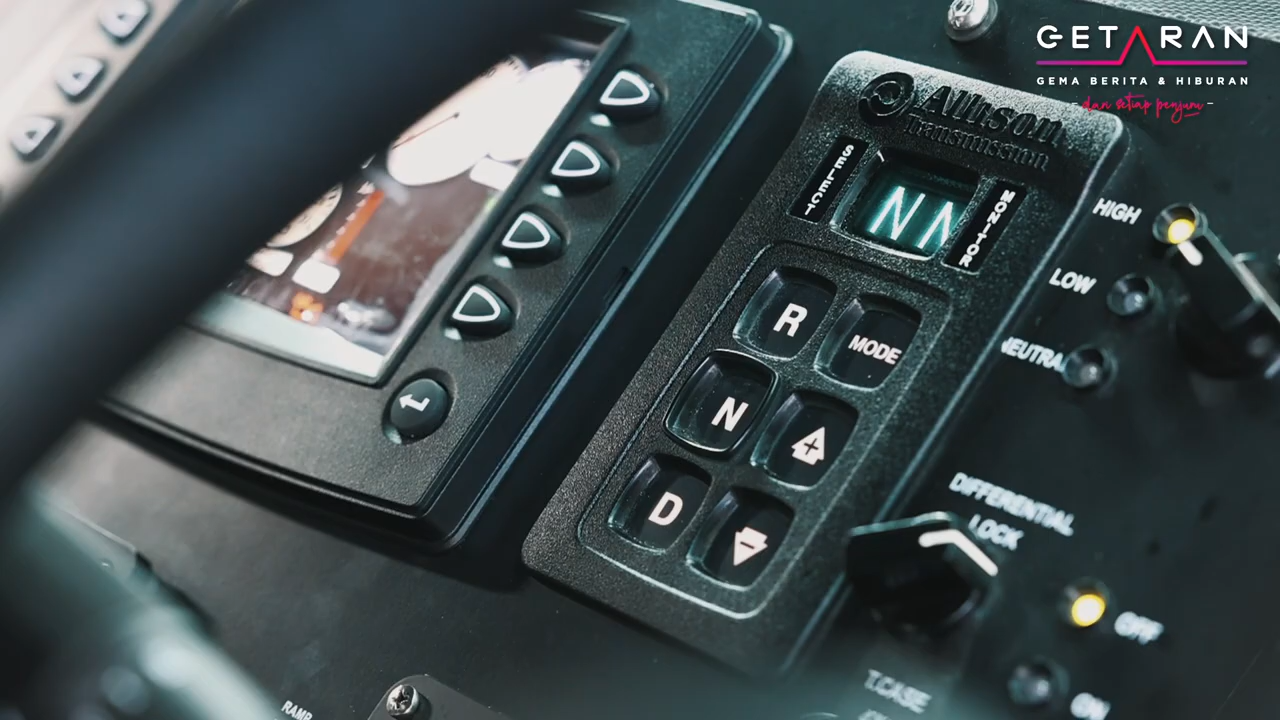 GETARAN
GEMA BERITA & HIBURAN
dan setiap penjuru
Allison
Transmission
SELECT
N N
MONITOR
R
MODE
N
+
D
-
HIGH
LOW
NEUTRAL
DIFFERENTIAL
LOCK
OFF
ON
T.CASE
RAMP